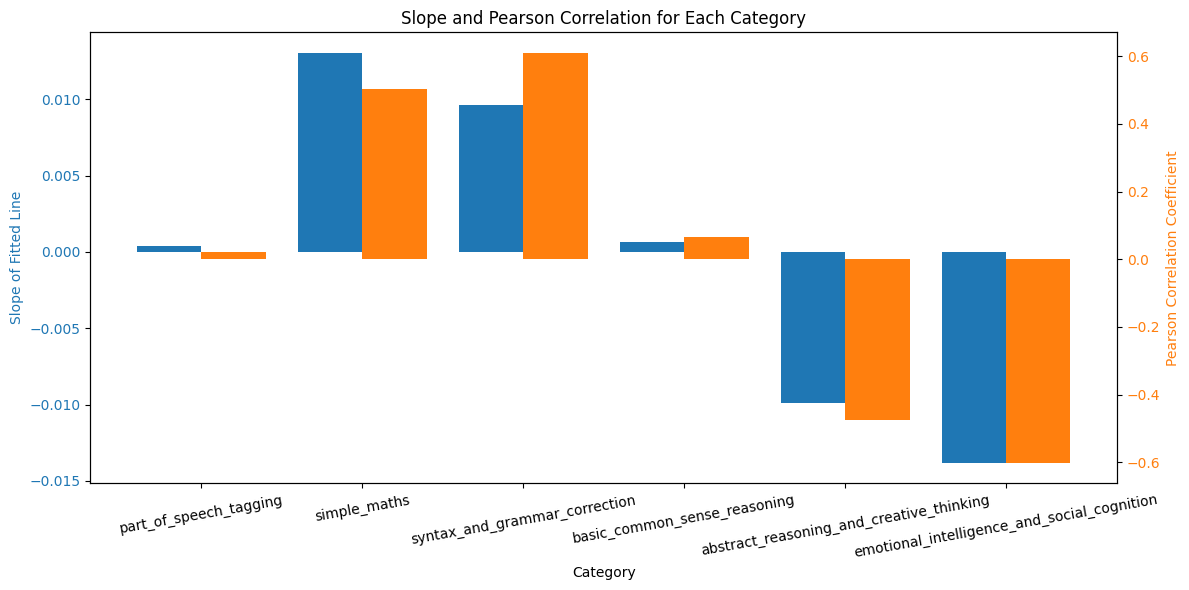 Slope and Pearson Correlation for Each Category
Slope of Fitted Line
0.010
0.005
0.000
−0.005
−0.010
−0.015
0.6
0.4
0.2
0.0
−0.2
−0.4
−0.6
Pearson Correlation Coefficient
part_of_speech_tagging
simple_maths
syntax_and_grammar_correction
basic_common_sense_reasoning
abstract_reasoning_and_creative_thinking
emotional_intelligence_and_social_cognition
Category